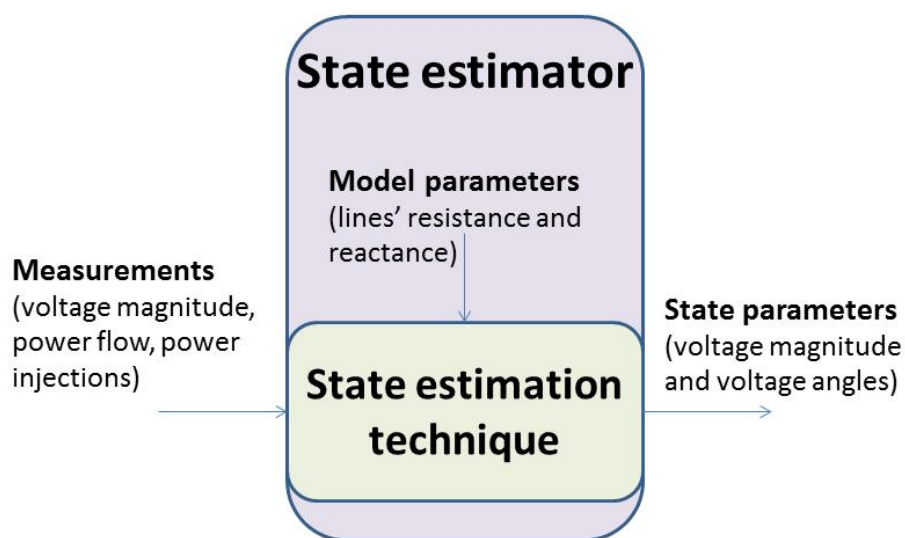 State estimator
Model parameters
(lines’ resistance and
reactance)
Measurements
(voltage magnitude,
power flow, power
injections)
State parameters
(voltage magnitude
and voltage angles)
State estimation
technique